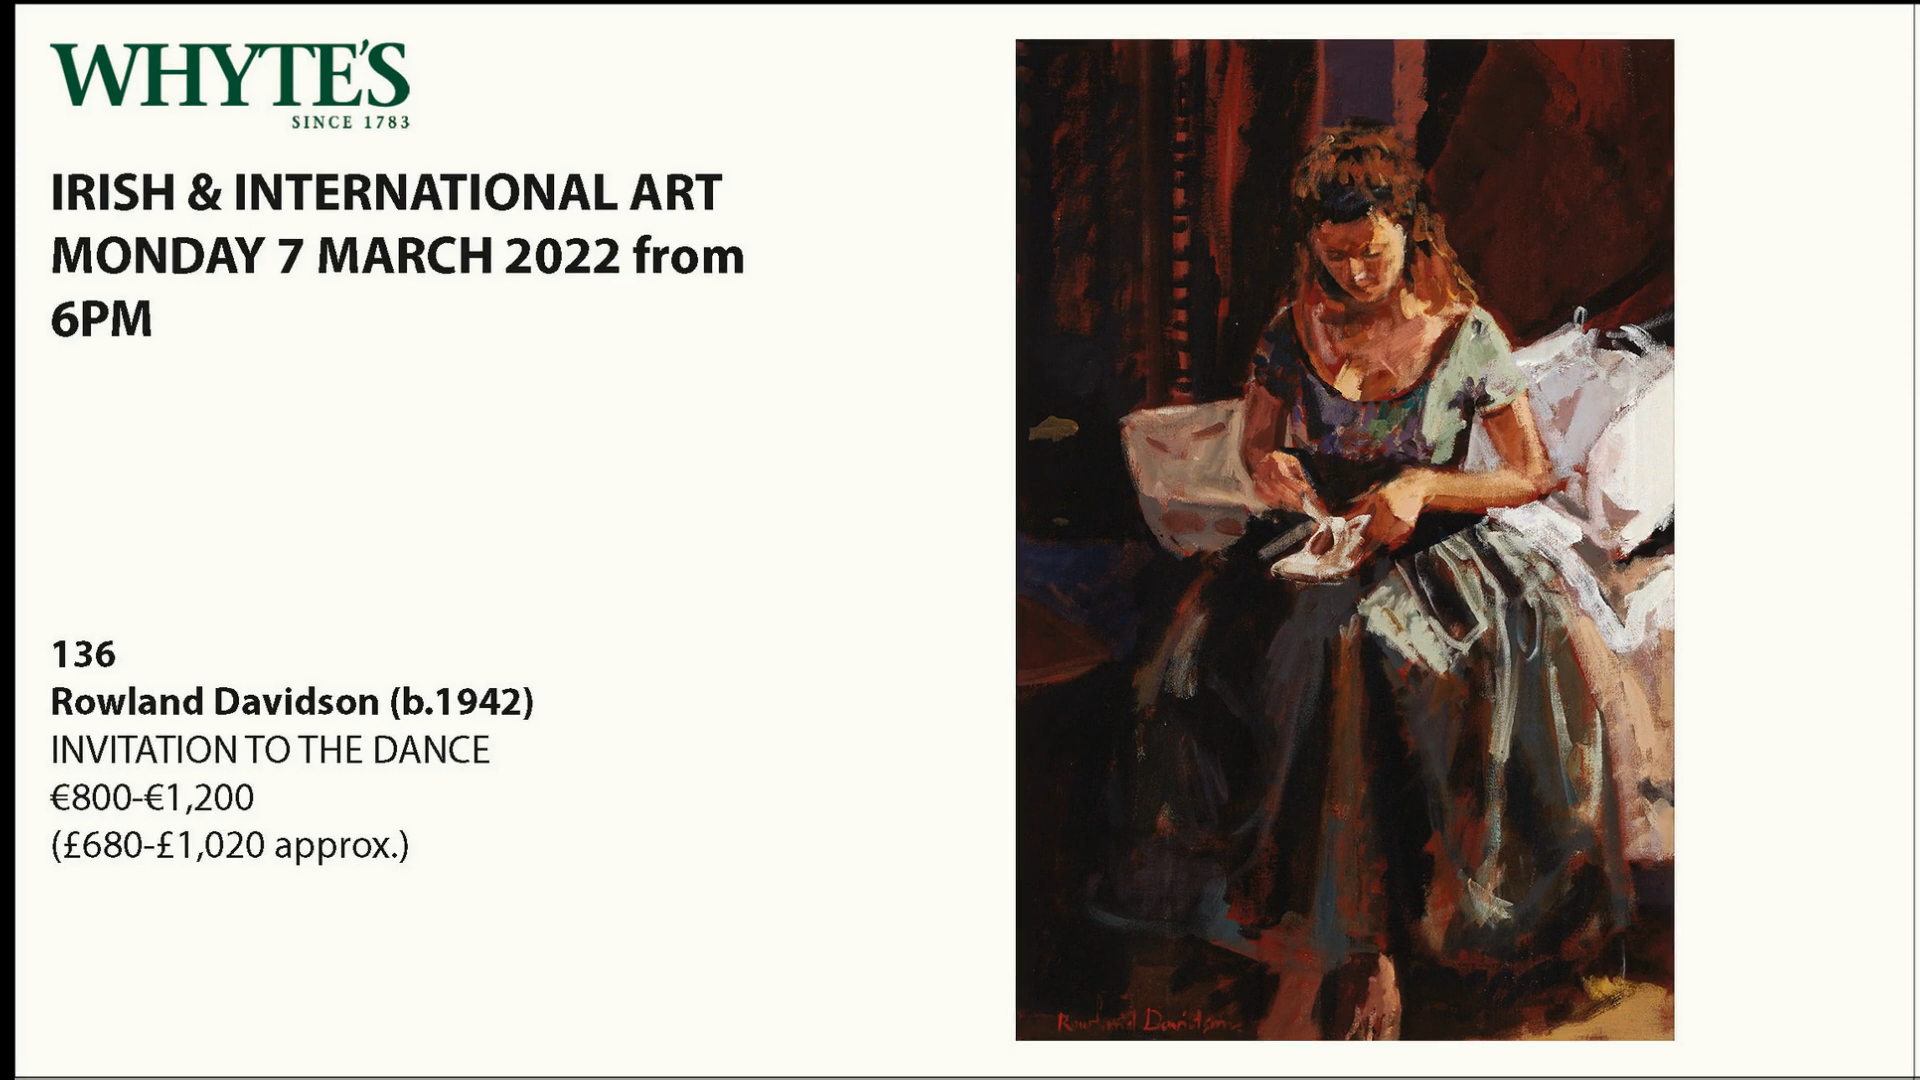 WHYTE'S
SINCE 1783
IRISH & INTERNATIONAL ART
MONDAY 7 MARCH 2022 from
6PM
136
Rowland Davidson (b.1942)
INVITATION TO THE DANCE
€800-€1,200
(£680-£1,020 approx.)
Rowland Davidson